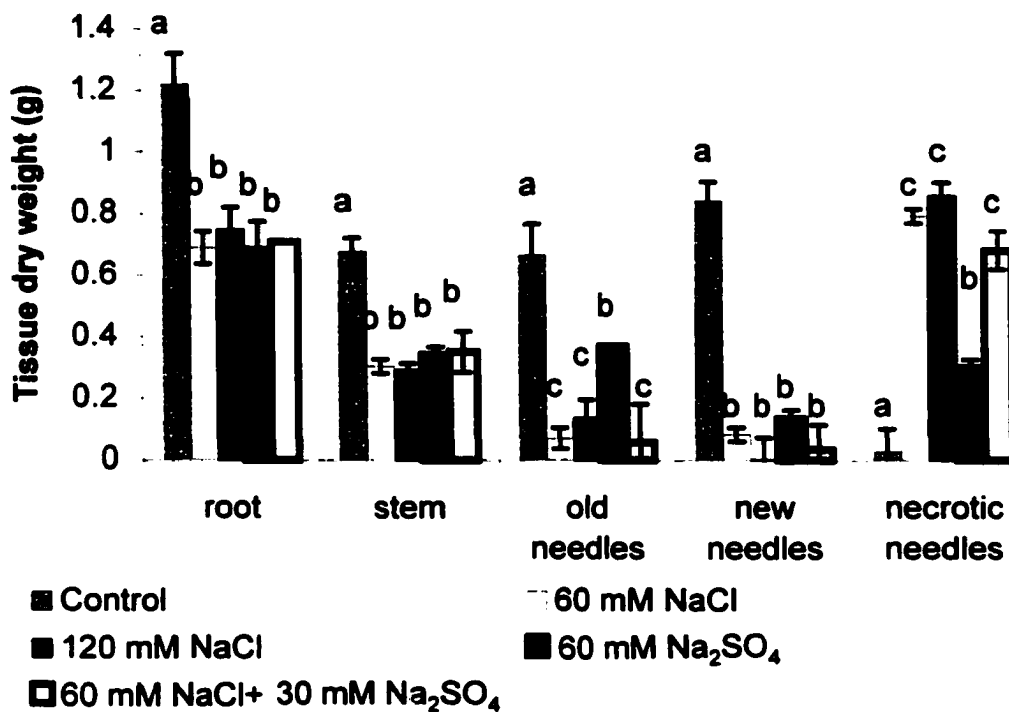 Tissue dry weight (g)
1.4
1.2
1
0.8
0.6
0.4
0.2
0
a
b
b
b
b
a
b
b
b
b
a
c
c
b
c
a
b
b
b
b
a
c
c
b
c
root
stem
old
needles
new
needles
necrotic
needles
Control
60 mM NaCl
120 mM NaCl
60 mM Na₂SO₄
60 mM NaCl+ 30 mM Na₂SO₄